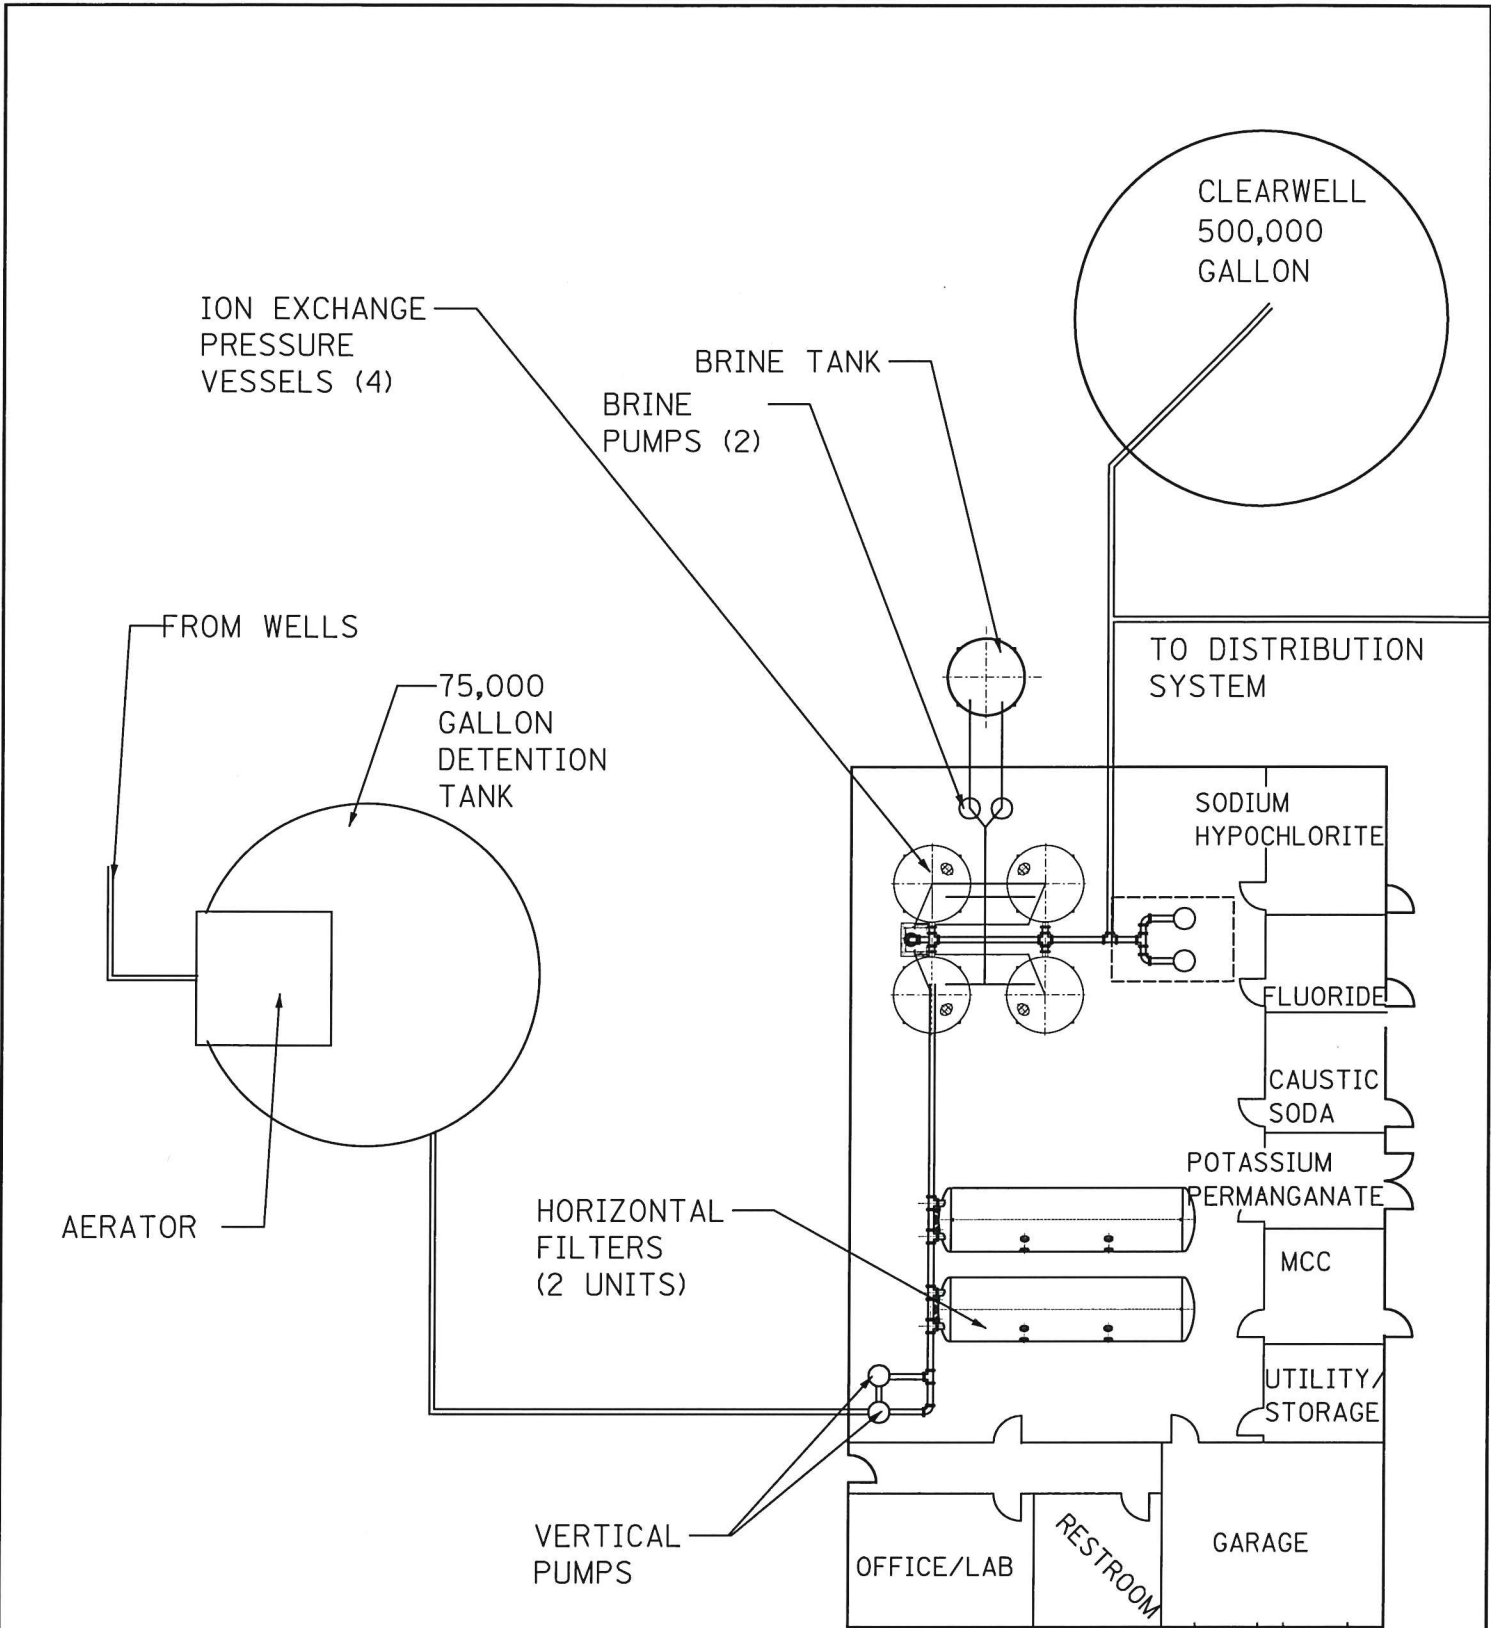 CLEARWELL
500,000
GALLON
ION EXCHANGE
PRESSURE
VESSELS (4)
BRINE TANK
BRINE
PUMPS (2)
FROM WELLS
TO DISTRIBUTION
SYSTEM
75,000
GALLON
DETENTION
TANK
SODIUM
HYPOCHLORITE
FLUORIDE
CAUSTIC
SODA
POTASSIUM
PERMANGANATE
AERATOR
HORIZONTAL
FILTERS
(2 UNITS)
MCC
UTILITY/
STORAGE
VERTICAL
PUMPS
OFFICE/LAB
RESTROOM
GARAGE